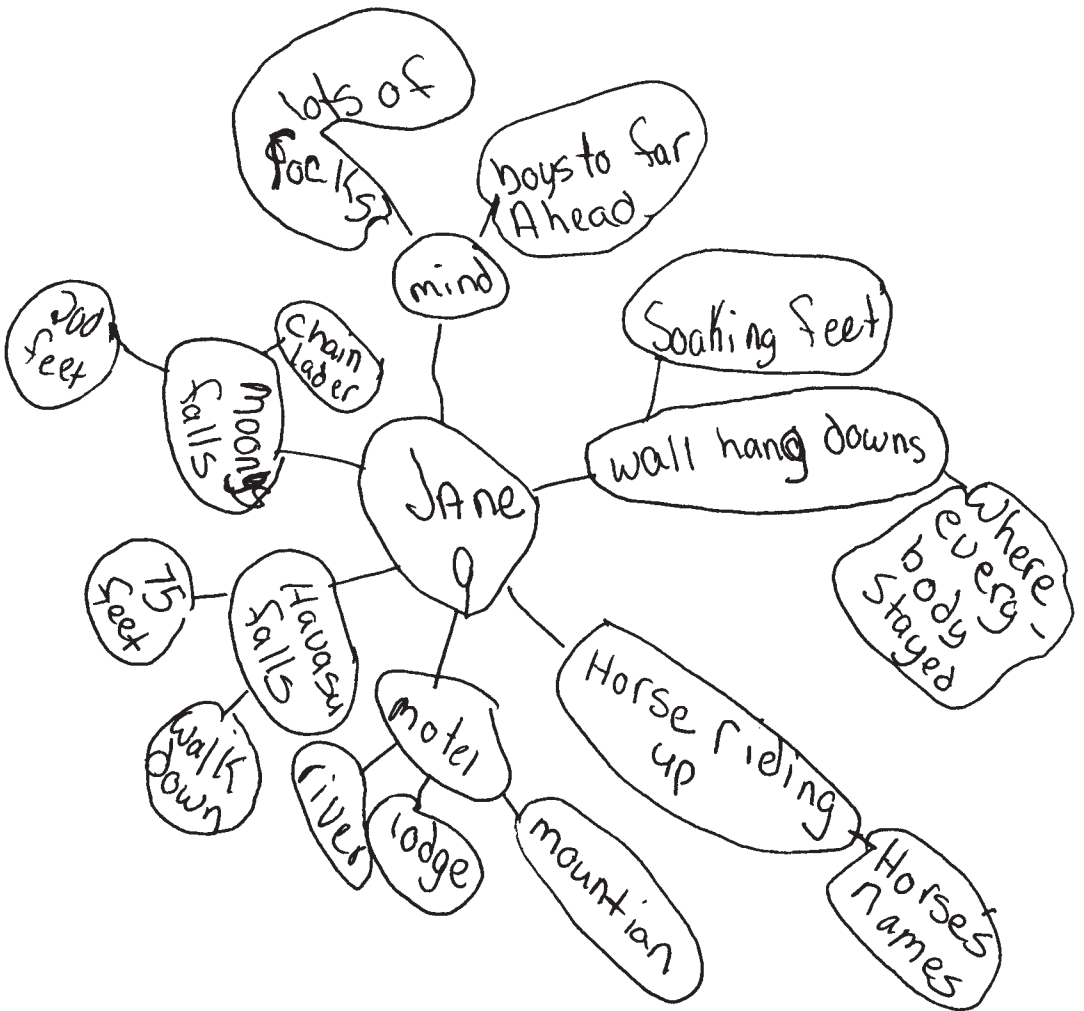 lots of
rocks
boys to far
Ahead
mind
Soaking feet
200
feet
Chain
lader
Moony
falls
wall hang downs
JAne
Where
every-
body
stayed
75
feet
Havasu
falls
walk
down
motel
river
lodge
mountian
Horse riding
up
Horses
names